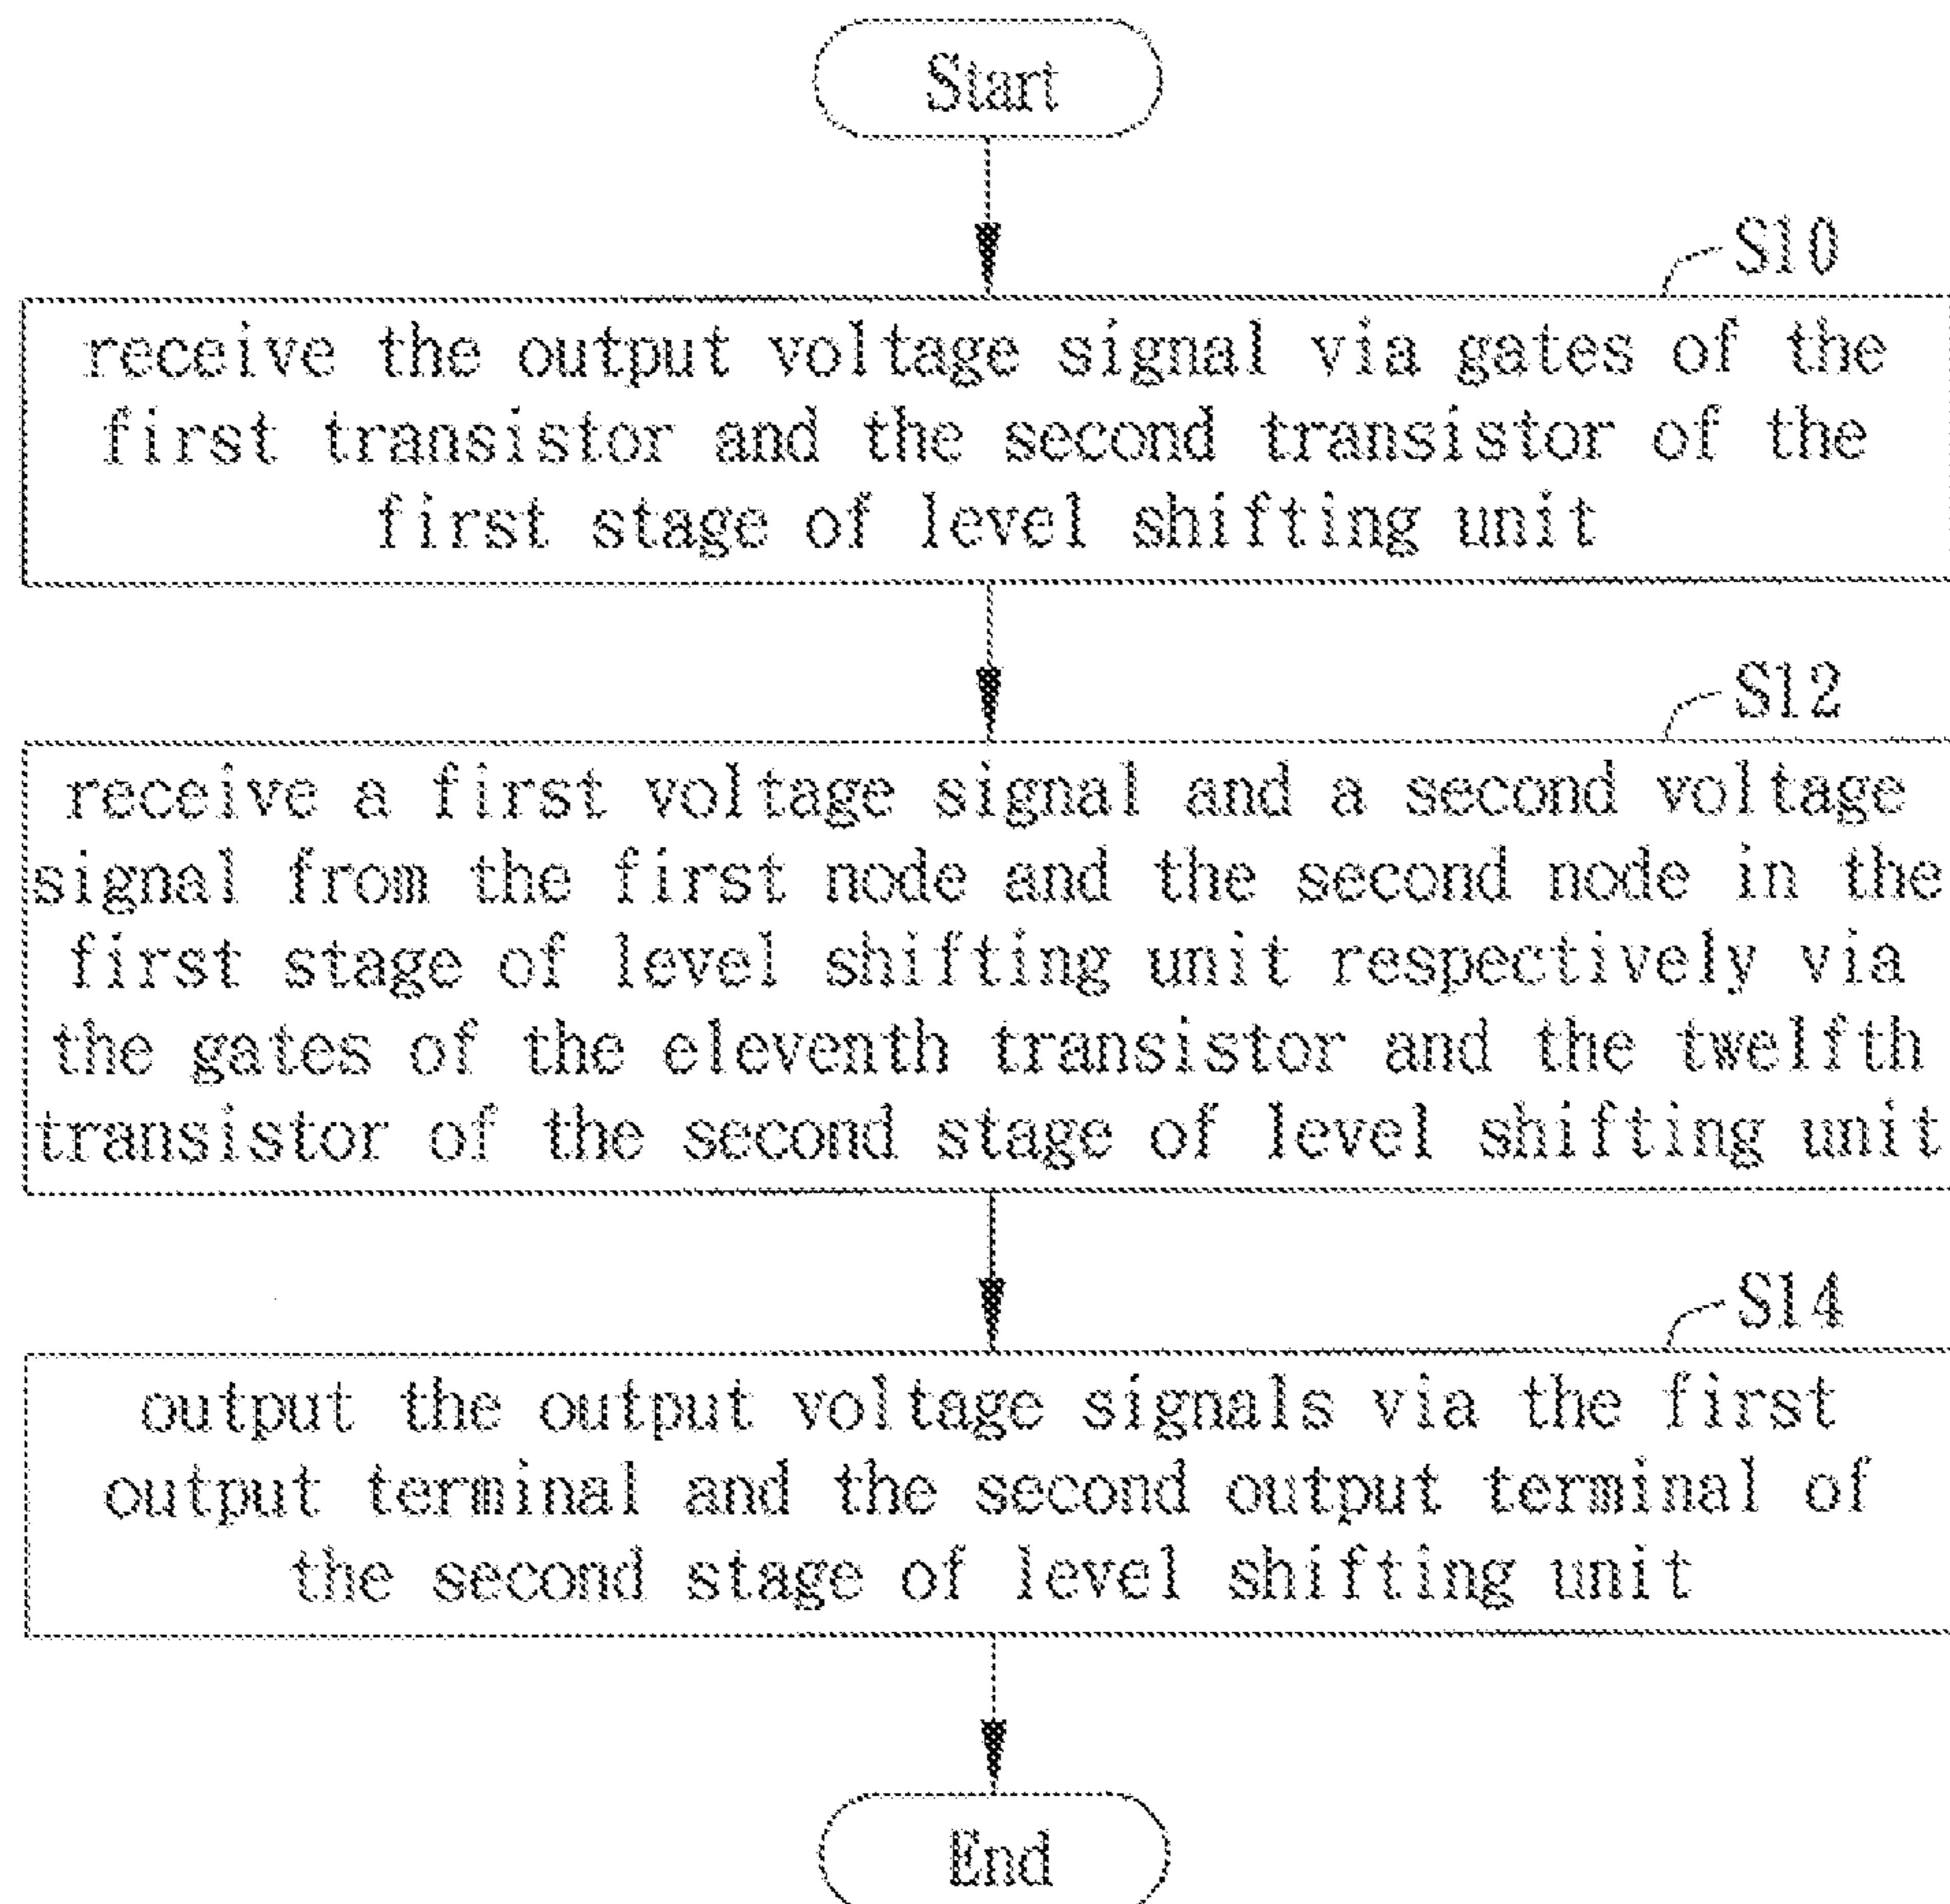 Start
S10
receive the output voltage signal via gates of the
first transistor and the second transistor of the
first stage of level shifting unit
S12
receive a first voltage signal and a second voltage
signal from the first node and the second node in the
first stage of level shifting unit respectively via
the gates of the eleventh transistor and the twelfth
transistor of the second stage of level shifting unit
S14
output the output voltage signals via the first
output terminal and the second output terminal of
the second stage of level shifting unit
End